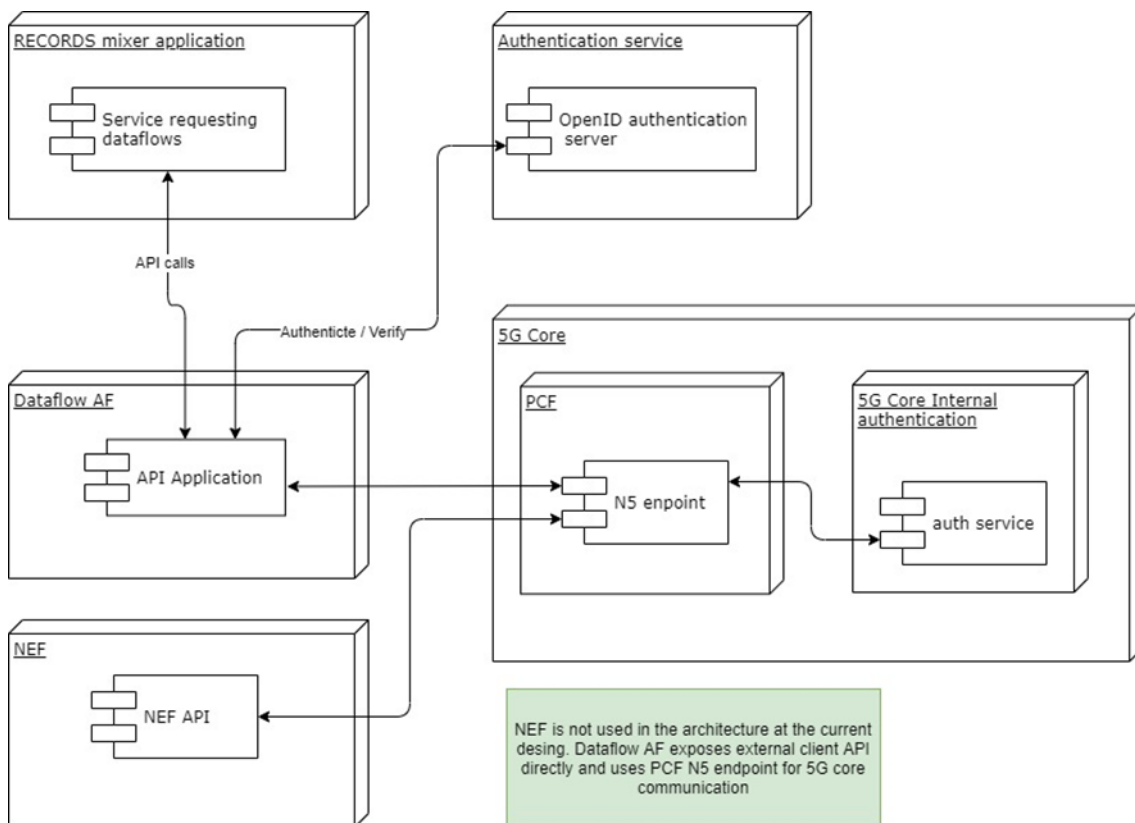 RECORDS mixer application
Service requesting
dataflows
Authentication service
OpenID authentication
server
API calls
Authenticte / Verify
Dataflow AF
API Application
5G Core
PCF
N5 enpoint
5G Core Internal
authentication
auth service
NEF
NEF API
NEF is not used in the architecture at the current
desing. Dataflow AF exposes external client API
directly and uses PCF N5 endpoint for 5G core
communication